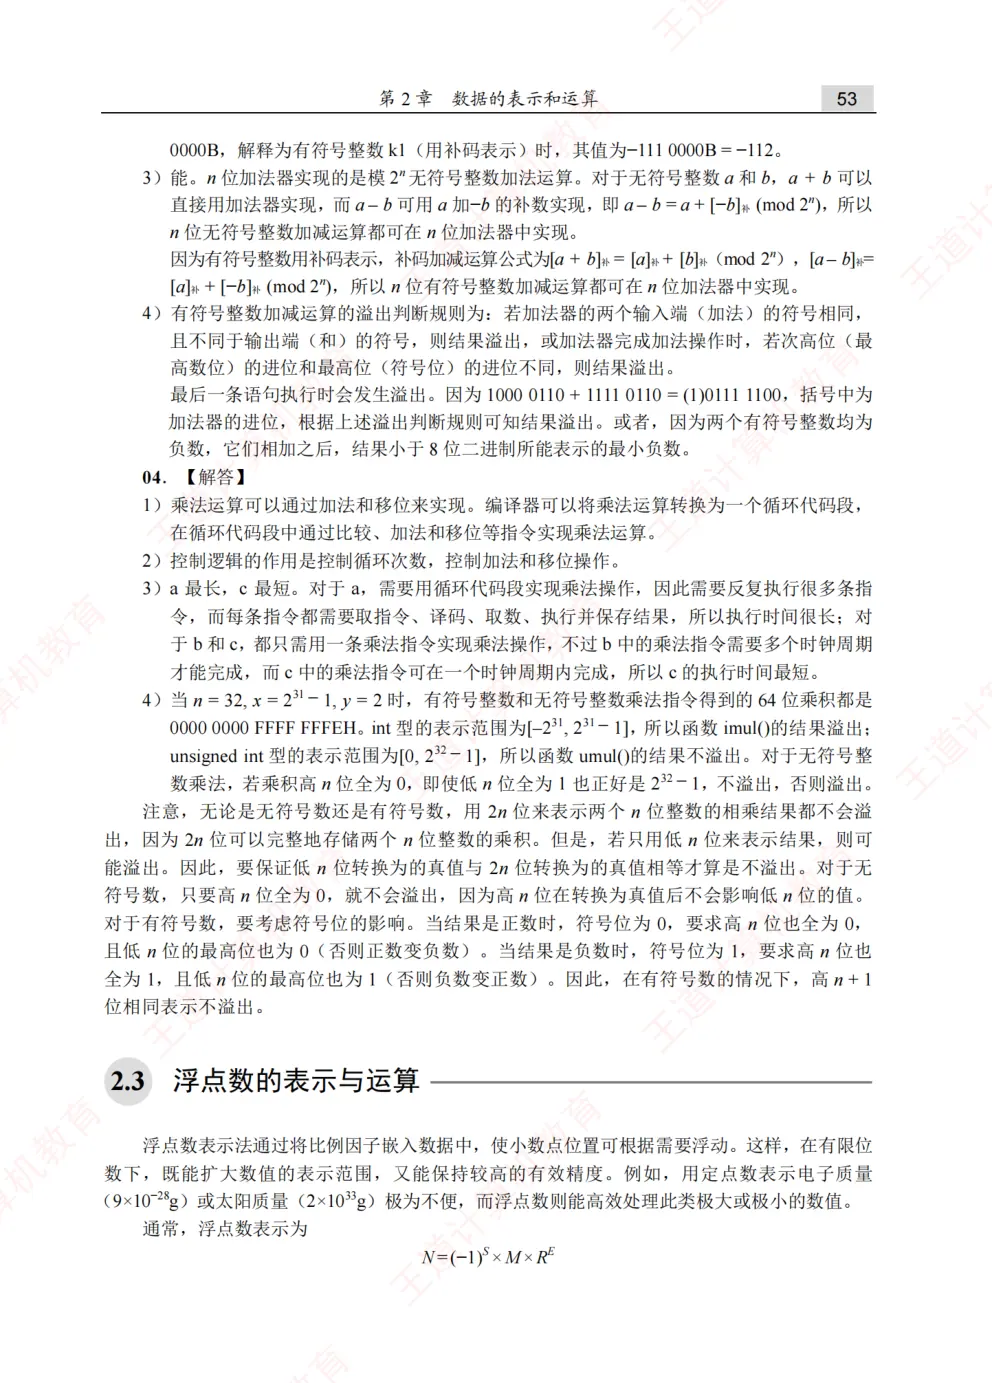 第 2 章 数据的表示和运算 53
0000B，解释为有符号整数 k1（用补码表示）时，其值为−111 0000B = −112。
3）能。n 位加法器实现的是模 2ⁿ 无符号整数加法运算。对于无符号整数 a 和 b，a + b 可以
直接用加法器实现，而 a – b 可用 a 加−b 的补数实现，即 a – b = a + [−b]补 (mod 2ⁿ)，所以
n 位无符号整数加减运算都可在 n 位加法器中实现。
因为有符号整数用补码表示，补码加减运算公式为[a + b]补 = [a]补 + [b]补（mod 2ⁿ），[a – b]补=
[a]补 + [−b]补 (mod 2ⁿ)，所以 n 位有符号整数加减运算都可在 n 位加法器中实现。
4）有符号整数加减运算的溢出判断规则为：若加法器的两个输入端（加法）的符号相同，
且不同于输出端（和）的符号，则结果溢出，或加法器完成加法操作时，若次高位（最
高数位）的进位和最高位（符号位）的进位不同，则结果溢出。
最后一条语句执行时会发生溢出。因为 1000 0110 + 1111 0110 = (1)0111 1100，括号中为
加法器的进位，根据上述溢出判断规则可知结果溢出。或者，因为两个有符号整数均为
负数，它们相加之后，结果小于 8 位二进制所能表示的最小负数。
04．【解答】
1）乘法运算可以通过加法和移位来实现。编译器可以将乘法运算转换为一个循环代码段，
在循环代码段中通过比较、加法和移位等指令实现乘法运算。
2）控制逻辑的作用是控制循环次数，控制加法和移位操作。
3）a 最长，c 最短。对于 a，需要用循环代码段实现乘法操作，因此需要反复执行很多条指
令，而每条指令都需要取指令、译码、取数、执行并保存结果，所以执行时间很长；对
于 b 和 c，都只需用一条乘法指令实现乘法操作，不过 b 中的乘法指令需要多个时钟周期
才能完成，而 c 中的乘法指令可在一个时钟周期内完成，所以 c 的执行时间最短。
4）当 n = 32, x = 2³¹ − 1, y = 2 时，有符号整数和无符号整数乘法指令得到的 64 位乘积都是
0000 0000 FFFF FFFEH。int 型的表示范围为[–2³¹, 2³¹ − 1]，所以函数 imul()的结果溢出；
unsigned int 型的表示范围为[0, 2³² − 1]，所以函数 umul()的结果不溢出。对于无符号整
数乘法，若乘积高 n 位全为 0，即使低 n 位全为 1 也正好是 2³² − 1，不溢出，否则溢出。
注意，无论是无符号数还是有符号数，用 2n 位来表示两个 n 位整数的相乘结果都不会溢
出，因为 2n 位可以完整地存储两个 n 位整数的乘积。但是，若只用低 n 位来表示结果，则可
能溢出。因此，要保证低 n 位转换为的真值与 2n 位转换为的真值相等才算是不溢出。对于无
符号数，只要高 n 位全为 0，就不会溢出，因为高 n 位在转换为真值后不会影响低 n 位的值。
对于有符号数，要考虑符号位的影响。当结果是正数时，符号位为 0，要求高 n 位也全为 0，
且低 n 位的最高位也为 0（否则正数变负数）。当结果是负数时，符号位为 1，要求高 n 位也
全为 1，且低 n 位的最高位也为 1（否则负数变正数）。因此，在有符号数的情况下，高 n + 1
位相同表示不溢出。
2.3 浮点数的表示与运算
浮点数表示法通过将比例因子嵌入数据中，使小数点位置可根据需要浮动。这样，在有限位
数下，既能扩大数值的表示范围，又能保持较高的有效精度。例如，用定点数表示电子质量
（9×10⁻²⁸g）或太阳质量（2×10³³g）极为不便，而浮点数则能高效处理此类极大或极小的数值。
通常，浮点数表示为
N = (−1)ˢ × M × Rᴱ